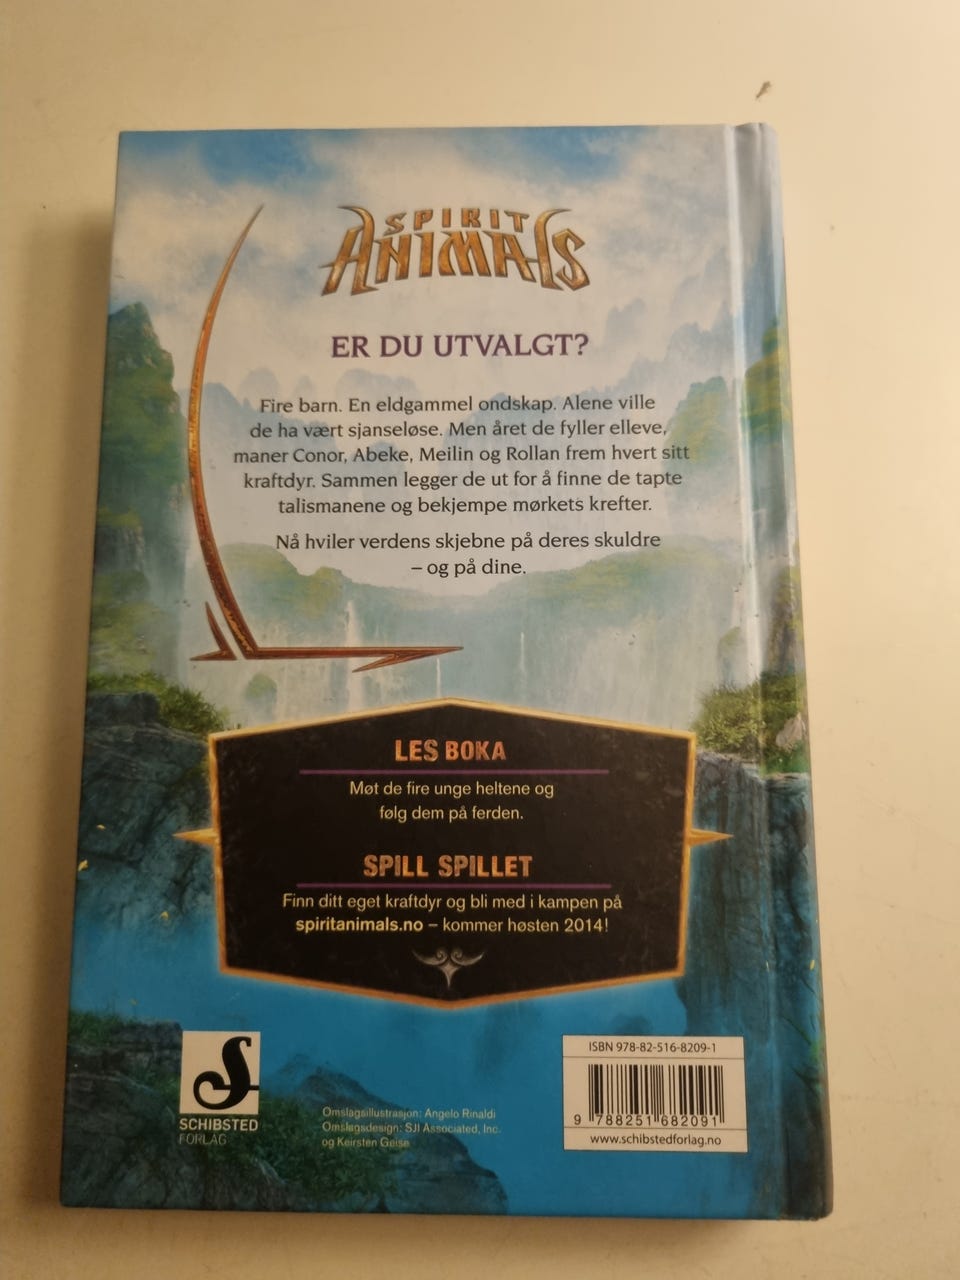 SPIRIT
ANIMALS
ER DU UTVALGT?
Fire barn. En eldgammel ondskap. Alene ville
de ha vært sjanseløse. Men året de fyller elleve,
maner Conor, Abeke, Meilin og Rollan frem hvert sitt
kraftdyr. Sammen legger de ut for å finne de tapte
talismanene og bekjempe mørkets krefter.
Nå hviler verdens skjebne på deres skuldre
– og på dine.
LES BOKA
Møt de fire unge heltene og
følg dem på ferden.
SPILL SPILLET
Finn ditt eget kraftdyr og bli med i kampen på
spiritanimals.no – kommer høsten 2014!
S
SCHIBSTED
FORLAG
Omslagsillustrasjon: Angelo Rinaldi
Omslagsdesign: SJI Associated, Inc.
og Keirsten Geise
ISBN 978-82-516-8209-1
9 788251 682091
www.schibstedforlag.no